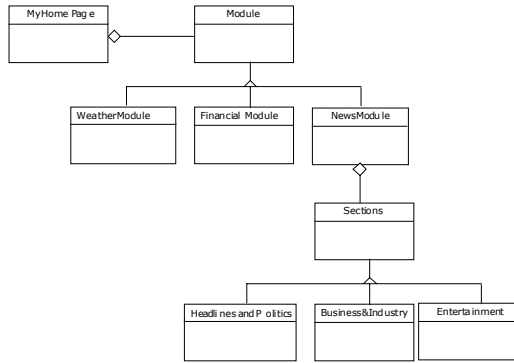 MyHome Page
Module
WeatherModule
Financial Module
NewsModule
Sections
Headlines and Politics
Business&Industry
Entertainment